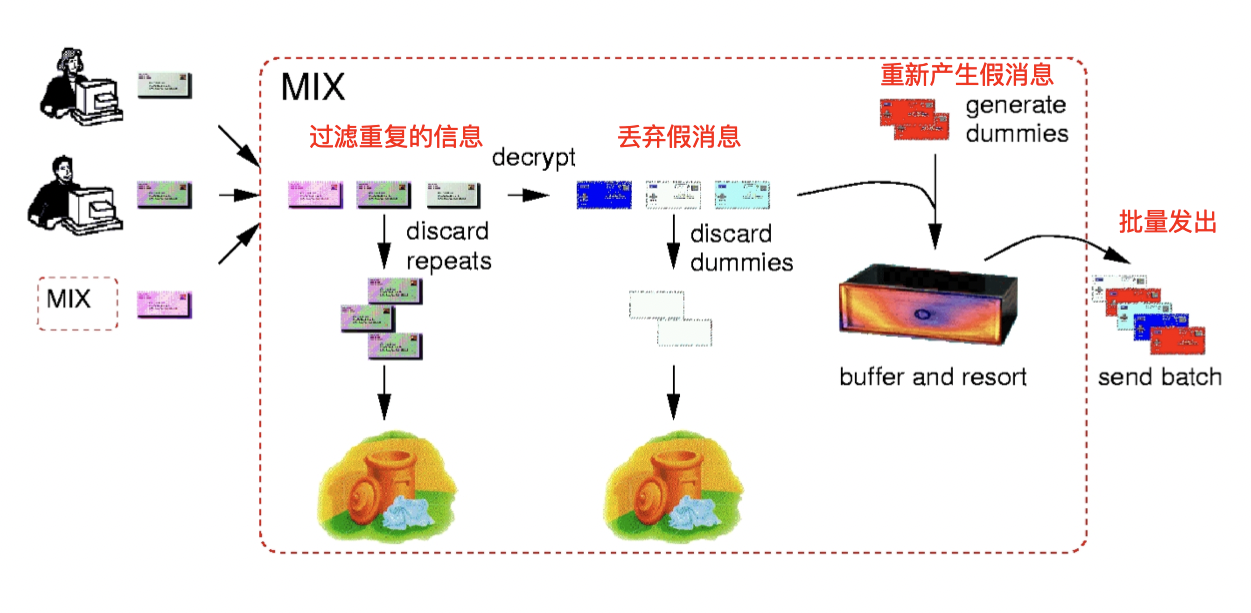 MIX
重新产生假消息
generate
dummies
过滤重复的信息
decrypt
丢弃假消息
批量发出
discard
repeats
discard
dummies
MIX
buffer and resort
send batch